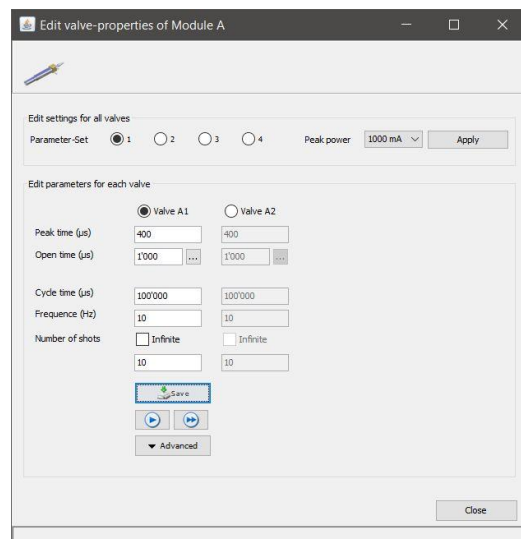 Edit valve-properties of Module A
Edit settings for all valves
Parameter-Set 1 2 3 4 Peak power 1000 mA Apply
Edit parameters for each valve
Valve A1 Valve A2
Peak time (µs) 400 400
Open time (µs) 1'000 ... 1'000 ...
Cycle time (µs) 100'000 100'000
Frequency (Hz) 10 10
Number of shots Infinite Infinite
10 10
Save
Advanced
Close